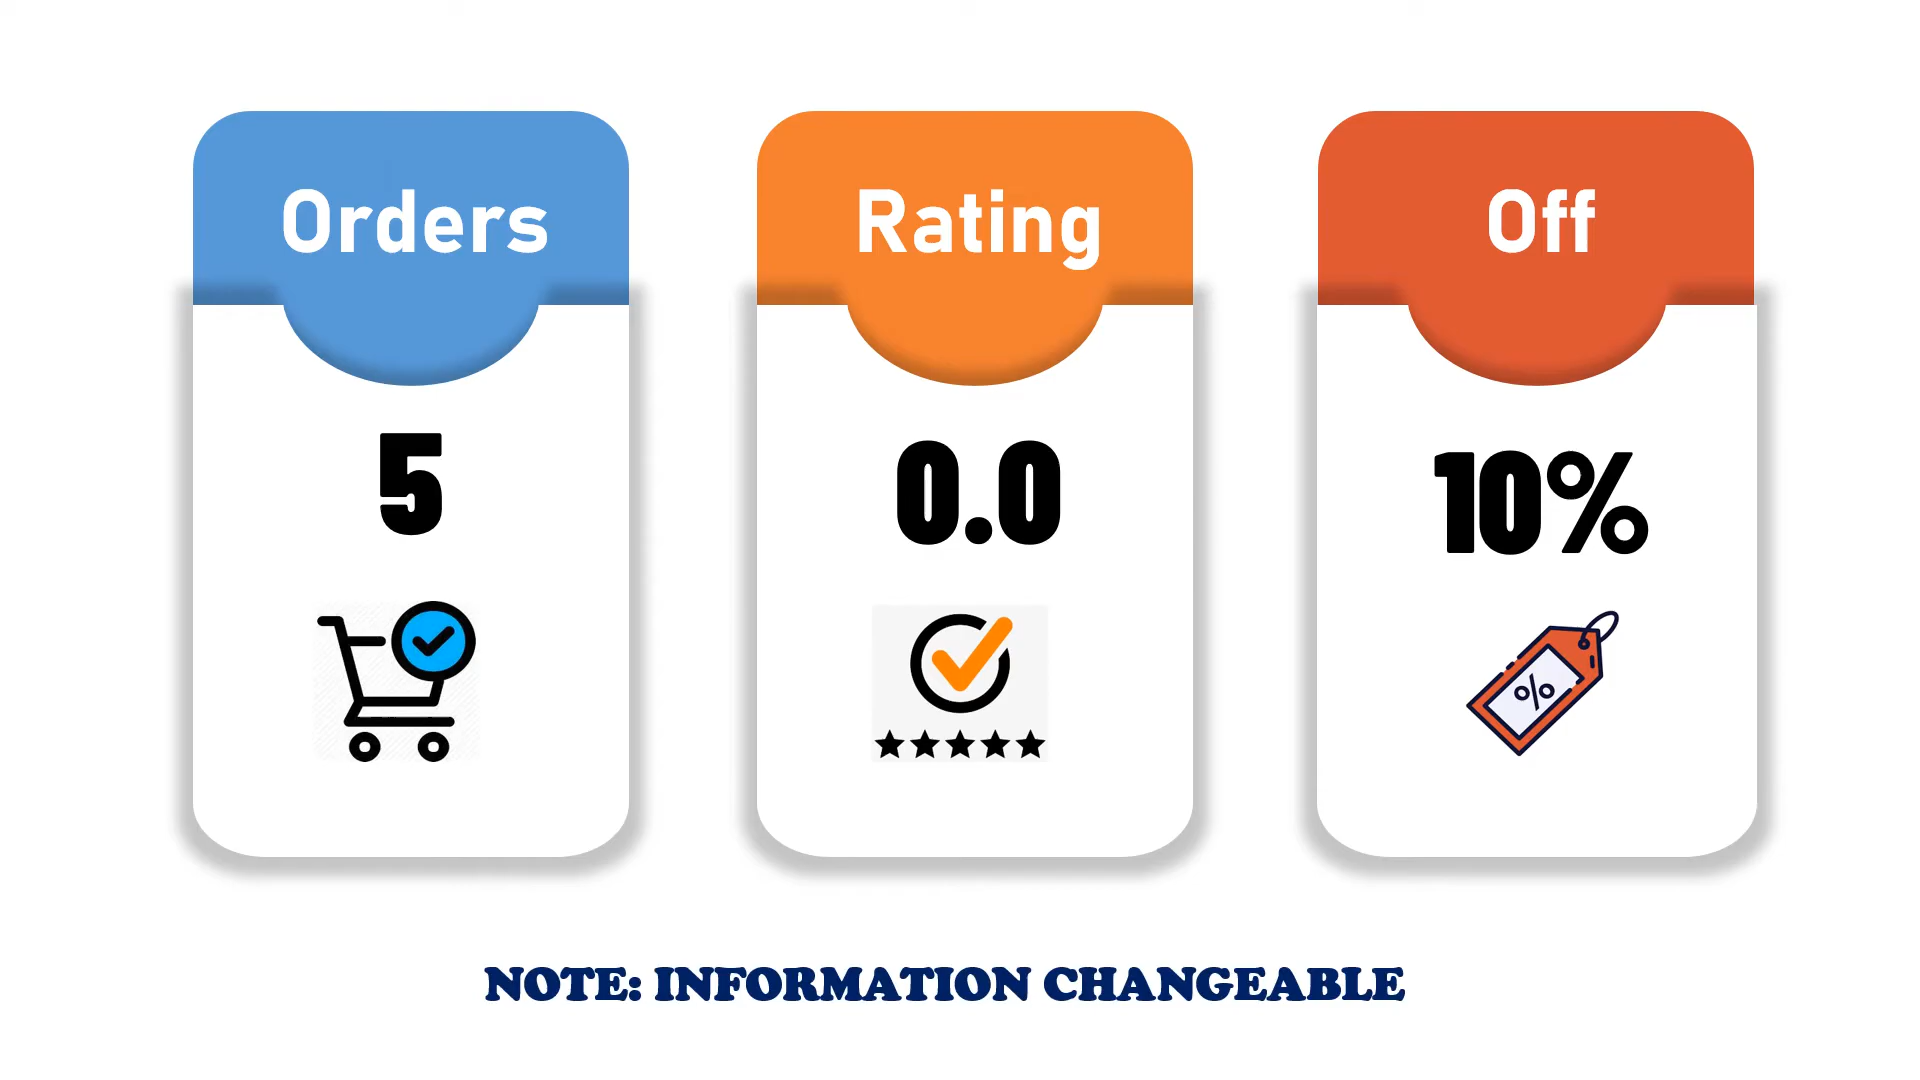 Orders
Rating
Off
5
0.0
10%
%
NOTE: INFORMATION CHANGEABLE